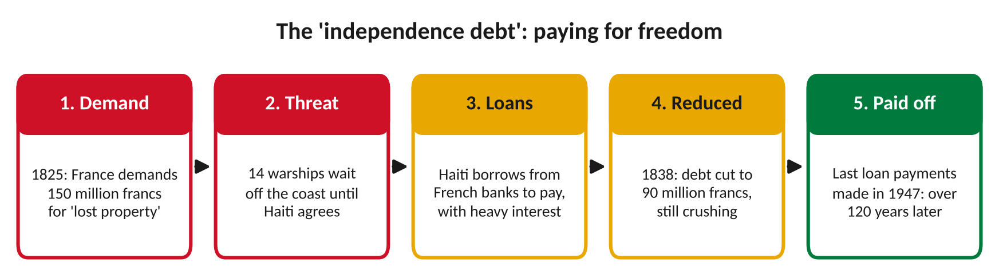 The 'independence debt': paying for freedom
1. Demand
1825: France demands
150 million francs
for 'lost property'
2. Threat
14 warships wait
off the coast until
Haiti agrees
3. Loans
Haiti borrows from
French banks to pay,
with heavy interest
4. Reduced
1838: debt cut to
90 million francs,
still crushing
5. Paid off
Last loan payments
made in 1947: over
120 years later